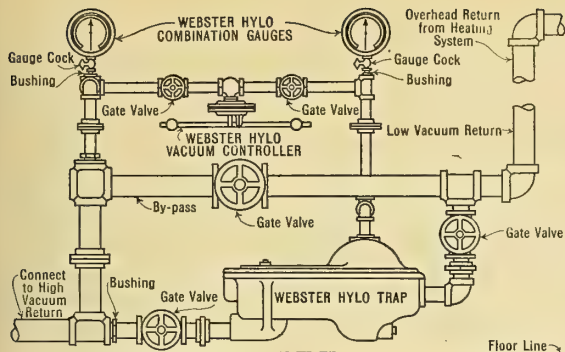 WEBSTER HYLO
COMBINATION GAUGES
Overhead Return
from Heating
System
Gauge Cock
Bushing
Gauge Cock
Bushing
Gate Valve
Gate Valve
WEBSTER HYLO
VACUUM CONTROLLER
Low Vacuum Return
By-pass
Gate Valve
Gate Valve
Connect
to High
Vacuum
Return
Bushing
Gate Valve
WEBSTER HYLO TRAP
Floor Line